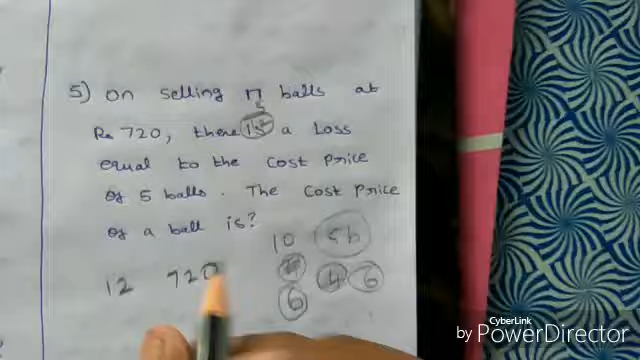 5) On selling 17 balls at
Rs 720, there is a Loss
equal to the cost price
of 5 balls. The cost price
of a ball is?
10 5b
4 6
6
12 720
CyberLink
by PowerDirector